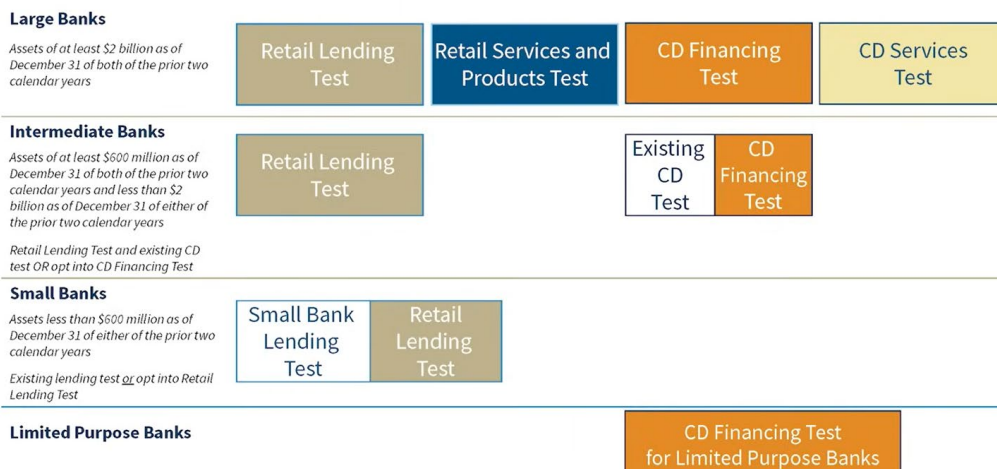 Large Banks
Assets of at least $2 billion as of
December 31 of both of the prior two
calendar years
Retail Lending
Test
Retail Services and
Products Test
CD Financing
Test
CD Services
Test
Intermediate Banks
Assets of at least $600 million as of
December 31 of both of the prior two
calendar years and less than $2
billion as of December 31 of either of
the prior two calendar years
Retail Lending Test and existing CD
test OR opt into CD Financing Test
Retail Lending
Test
Existing
CD
Test
CD
Financing
Test
Small Banks
Assets less than $600 million as of
December 31 of either of the prior two
calendar years
Existing lending test or opt into Retail
Lending Test
Small Bank
Lending
Test
Retail
Lending
Test
Limited Purpose Banks
CD Financing Test
for Limited Purpose Banks